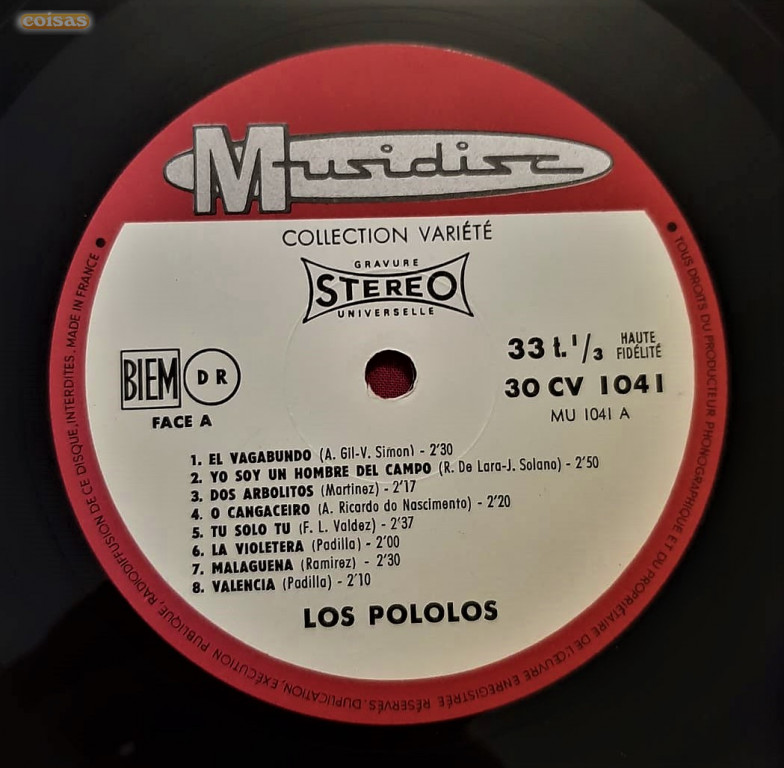 coisas
Musidisc
COLLECTION VARIÉTÉ
GRAVURE
STEREO
UNIVERSELLE
BIEM
DR
FACE A
33 t. 1/3
HAUTE
FIDÉLITÉ
30 CV 1041
MU 1041 A
1. EL VAGABUNDO (A. Gil-V. Simon) - 2'30
2. YO SOY UN HOMBRE DEL CAMPO (R. De Lara-J. Solano) - 2'50
3. DOS ARBOLITOS (Martinez) - 2'17
4. O CANGACEIRO (A. Ricardo do Nascimento) - 2'20
5. TU SOLO TU (F. L. Valdez) - 2'37
6. LA VIOLETERA (Padilla) - 2'00
7. MALAGUENA (Ramirez) - 2'30
8. VALENCIA (Padilla) - 2'10
LOS POLOLOS
• TOUS DROITS DU PRODUCTEUR PHONOGRAPHIQUE ET DU PROPRIÉTAIRE DE L'ŒUVRE ENREGISTRÉE RÉSERVÉS. DUPLICATION, EXÉCUTION PUBLIQUE, RADIODIFFUSION DE CE DISQUE, INTERDITES. MADE IN FRANCE •